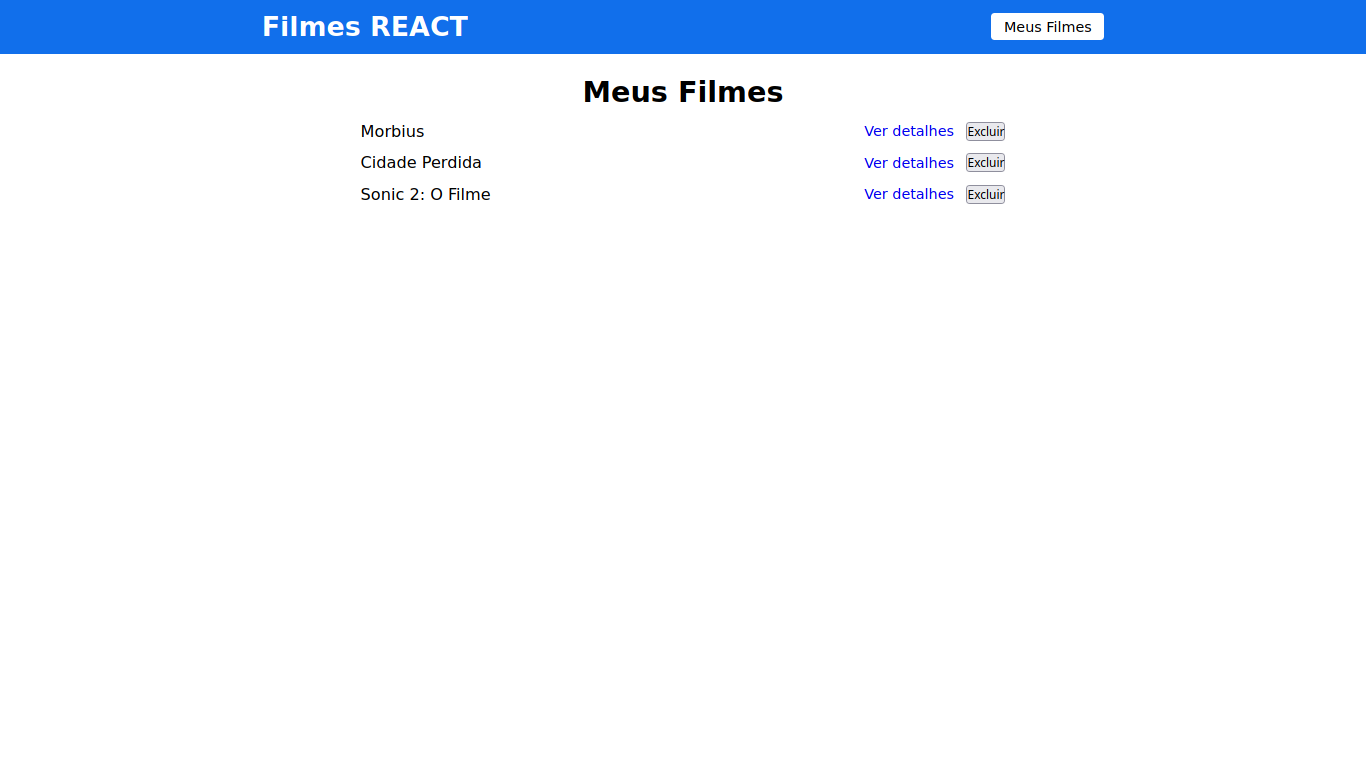 Filmes REACT Meus Filmes
Meus Filmes
Morbius Ver detalhes Excluir
Cidade Perdida Ver detalhes Excluir
Sonic 2: O Filme Ver detalhes Excluir